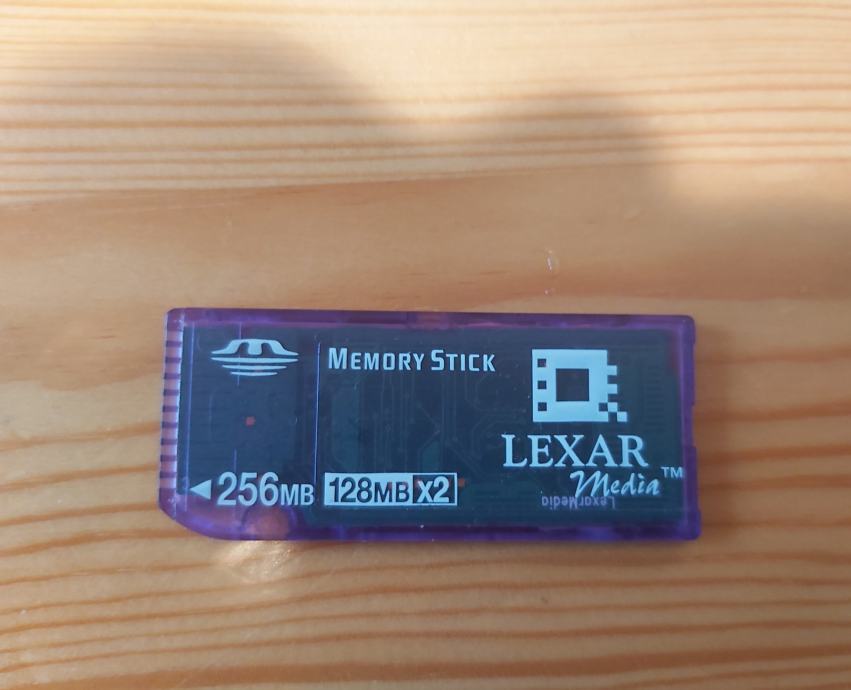 MEMORY STICK
LEXAR
Media™
◀256MB 128MB X2
LexarMedia